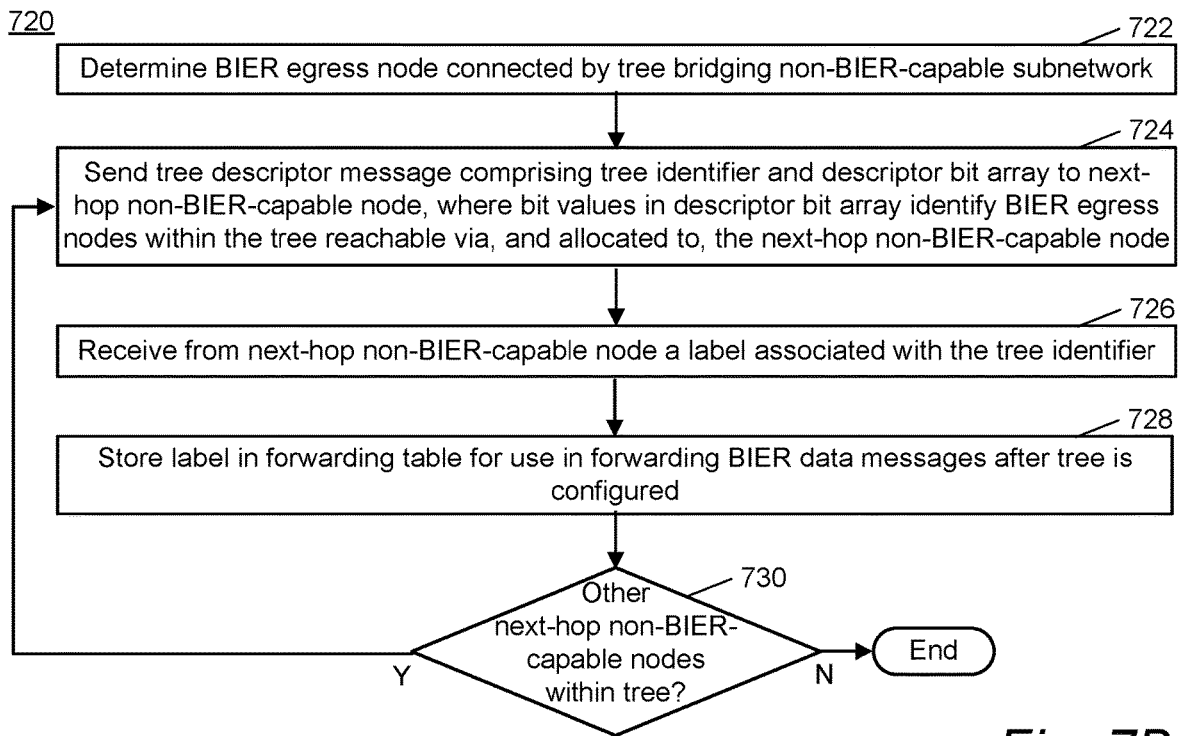 720
722
Determine BIER egress node connected by tree bridging non-BIER-capable subnetwork
724
Send tree descriptor message comprising tree identifier and descriptor bit array to next-
hop non-BIER-capable node, where bit values in descriptor bit array identify BIER egress
nodes within the tree reachable via, and allocated to, the next-hop non-BIER-capable node
726
Receive from next-hop non-BIER-capable node a label associated with the tree identifier
728
Store label in forwarding table for use in forwarding BIER data messages after tree is
configured
730
Other
next-hop non-BIER-
capable nodes
within tree?
Y
N
End
Fig. 7B